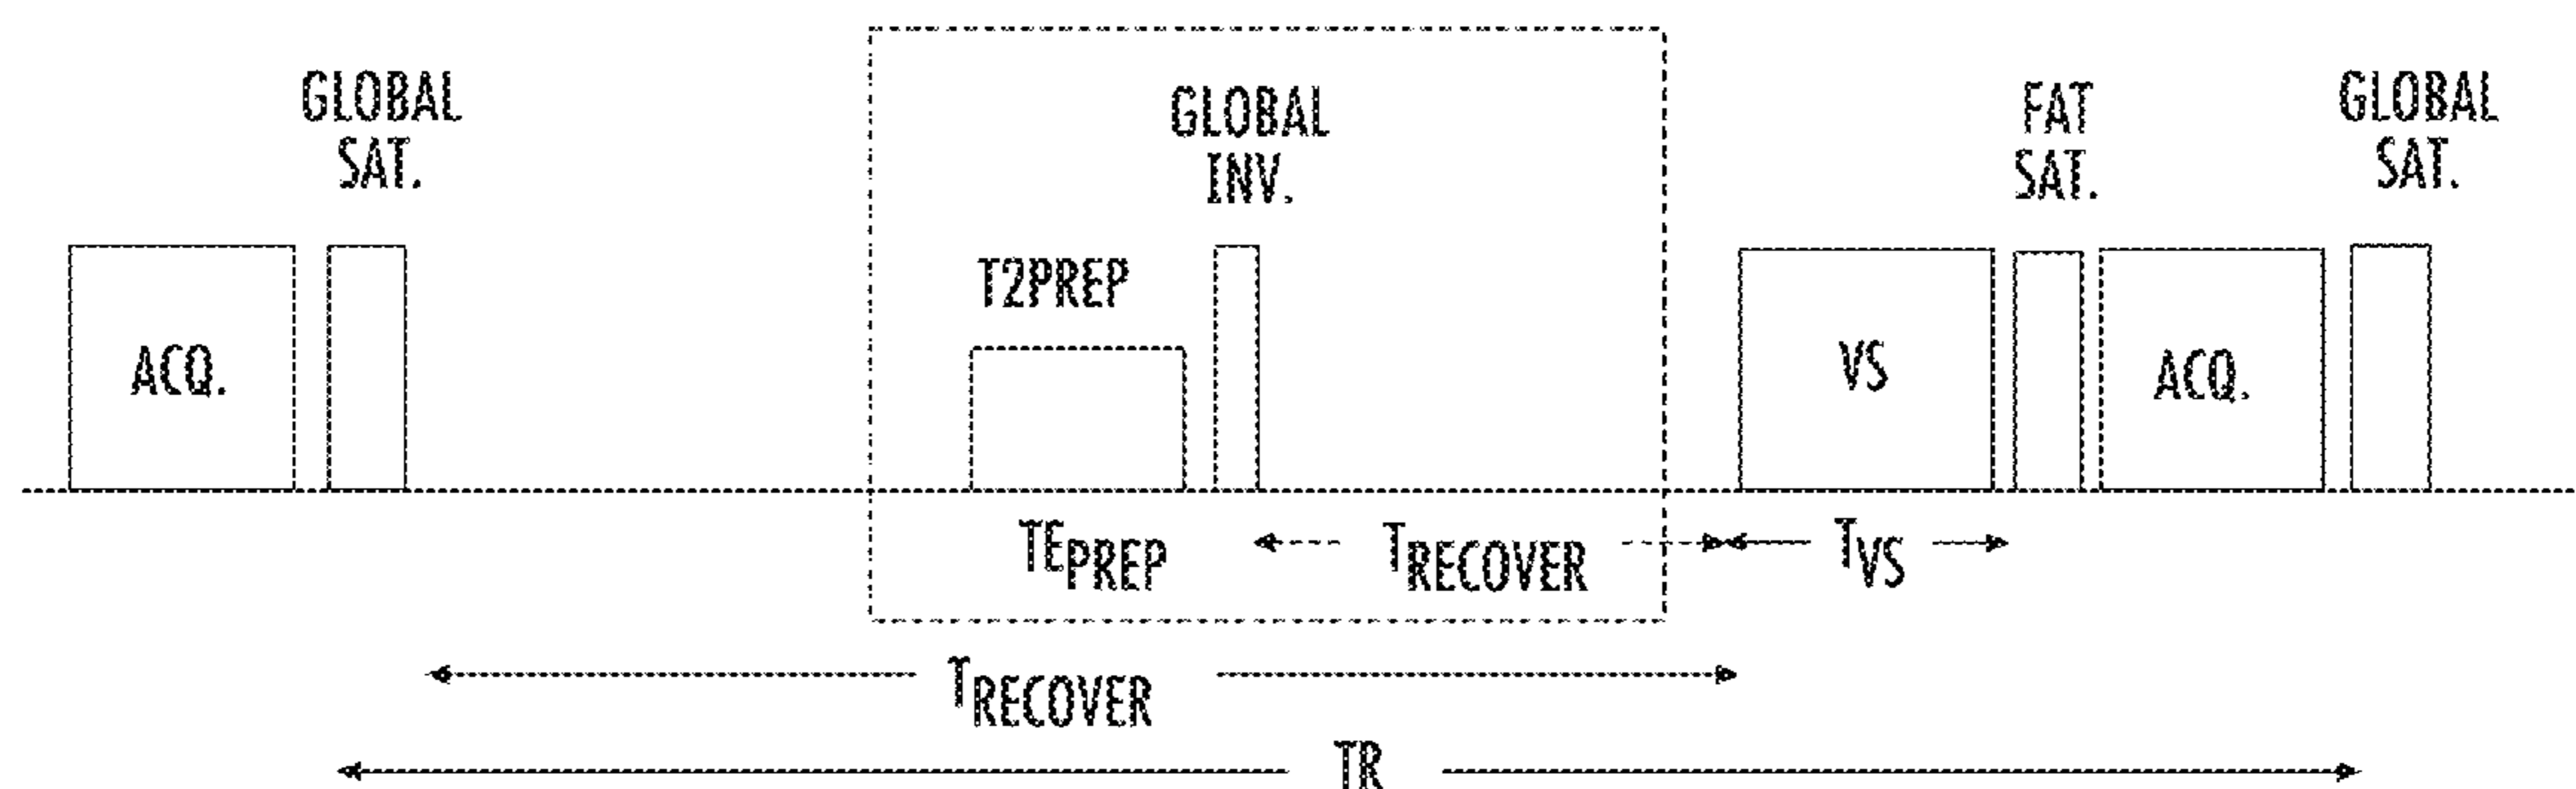 GLOBAL
SAT.
GLOBAL
INV.
FAT
SAT.
GLOBAL
SAT.
T2PREP
ACQ.
VS
ACQ.
TEPREP
TRECOVER
TVS
TRECOVER
TR